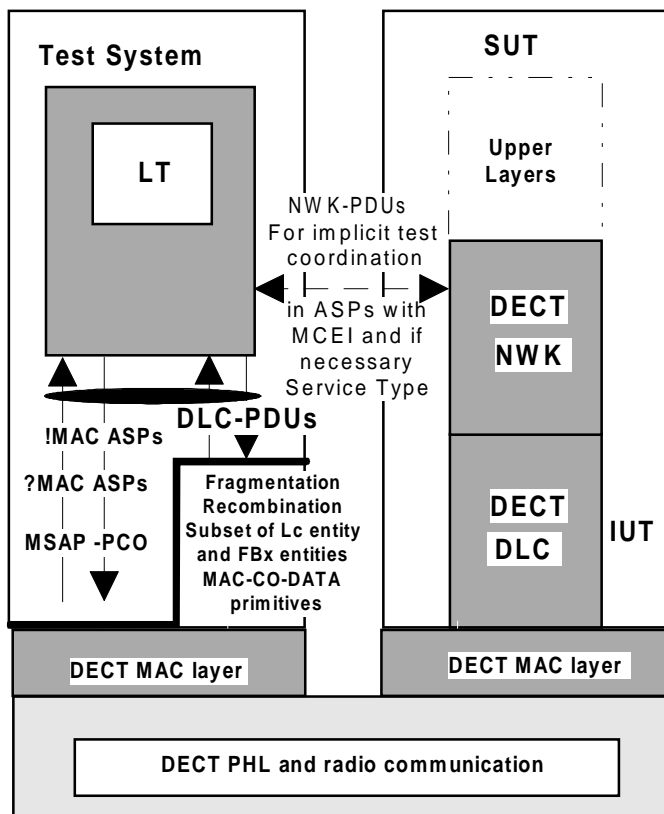 Test System
LT
!MAC ASPs
?MAC ASPs
MSAP -PCO
DLC-PDUs
Fragmentation
Recombination
Subset of Lc entity
and FBx entities
MAC-CO-DATA
primitives
NWK-PDUs
For implicit test
coordination
in ASPs with
MCEI and if
necessary
Service Type
SUT
Upper
Layers
DECT
NWK
DECT
DLC
IUT
DECT MAC layer
DECT MAC layer
DECT PHL and radio communication